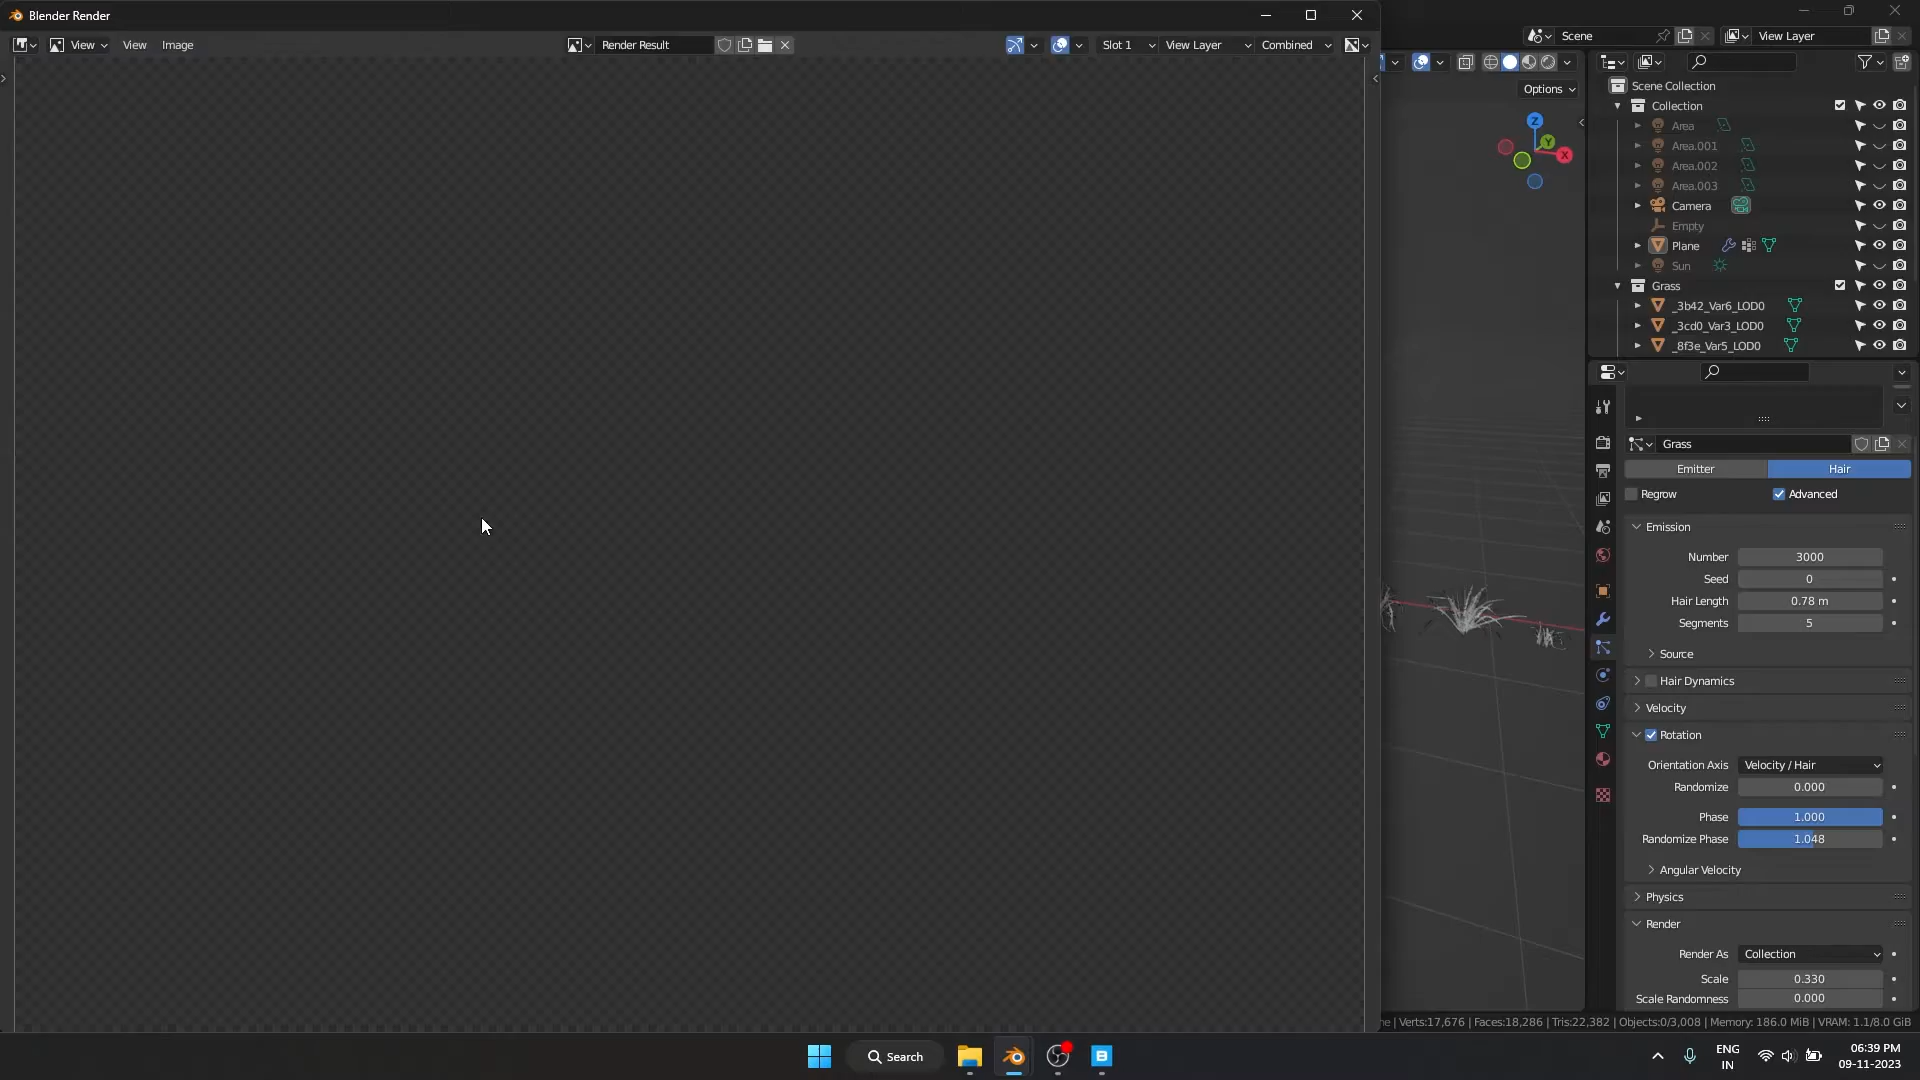 Blender Render
View
View
Image
Render Result
Slot 1
View Layer
Combined
Scene
View Layer
Options
Z
Y
X
Scene Collection
Collection
Area
Area.001
Area.002
Area.003
Camera
Empty
Plane
Sun
Grass
_3b42_Var6_LOD0
_3cd0_Var3_LOD0
_8f3e_Var5_LOD0
Grass
Emitter
Hair
Regrow
Advanced
Emission
Number 3000
Seed 0
Hair Length 0.78 m
Segments 5
Source
Hair Dynamics
Velocity
Rotation
Orientation Axis Velocity / Hair
Randomize 0.000
Phase 1.000
Randomize Phase 1.048
Angular Velocity
Physics
Render
Render As Collection
Scale 0.330
Scale Randomness 0.000
| Verts:17,676 | Faces:18,286 | Tris:22,382 | Objects:0/3,008 | Memory: 186.0 MiB | VRAM: 1.1/8.0 GiB
Search
B
ENG
IN
06:39 PM
09-11-2023